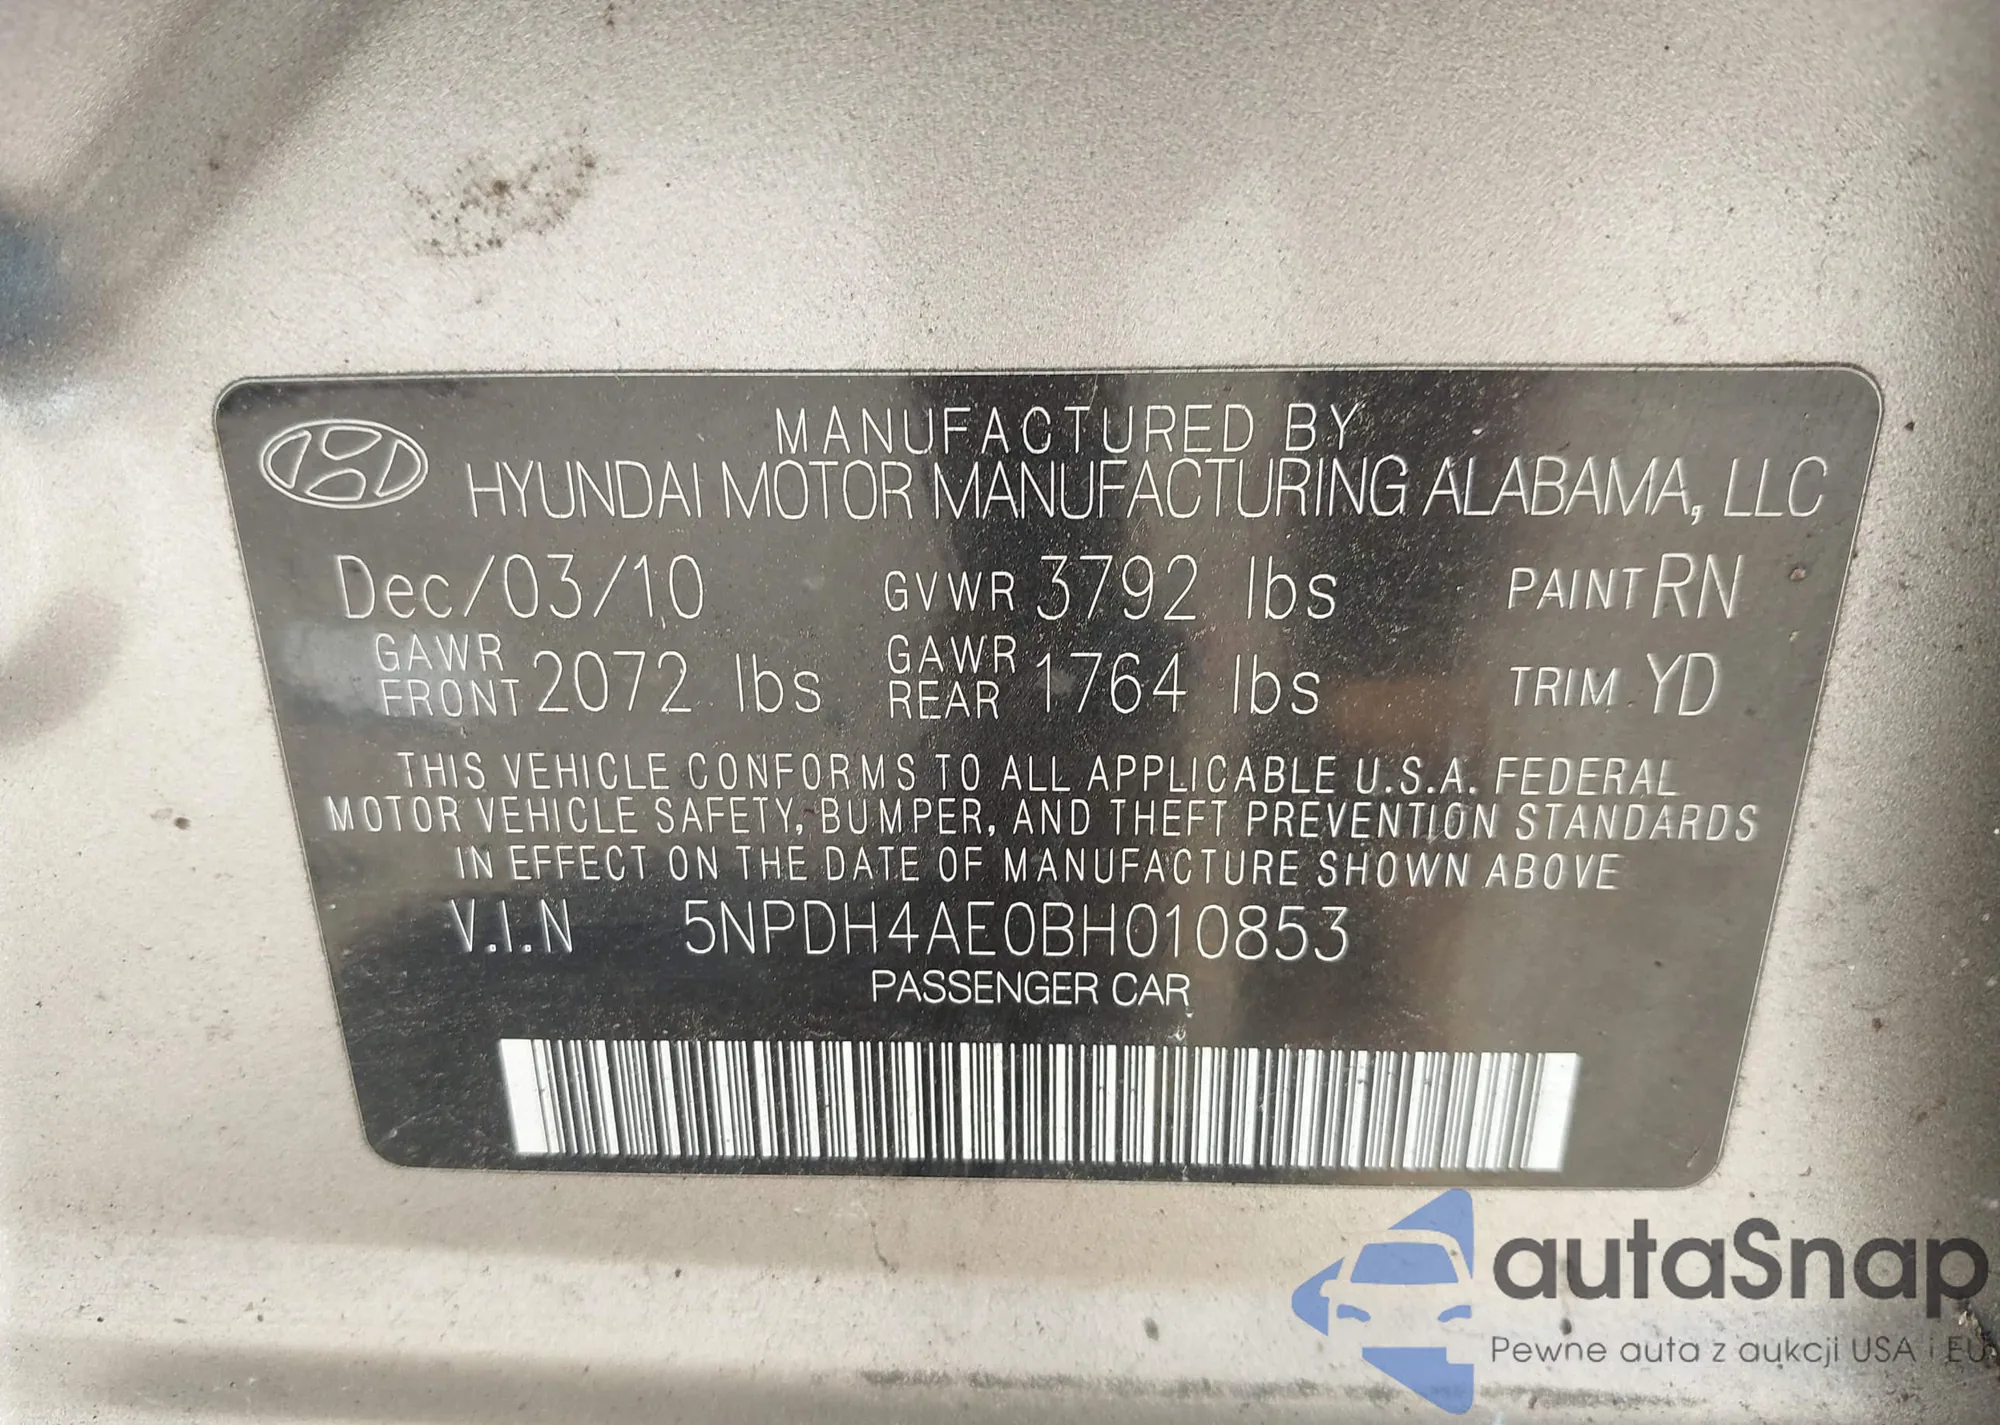 MANUFACTURED BY
HYUNDAI MOTOR MANUFACTURING ALABAMA, LLC
Dec/03/10 GVWR 3792 lbs PAINT RN
GAWR FRONT 2072 lbs GAWR REAR 1764 lbs TRIM YD
THIS VEHICLE CONFORMS TO ALL APPLICABLE U.S.A. FEDERAL
MOTOR VEHICLE SAFETY, BUMPER, AND THEFT PREVENTION STANDARDS
IN EFFECT ON THE DATE OF MANUFACTURE SHOWN ABOVE
V.I.N 5NPDH4AE0BH010853
PASSENGER CAR
autaSnap
Pewne auta z aukcji USA i EU